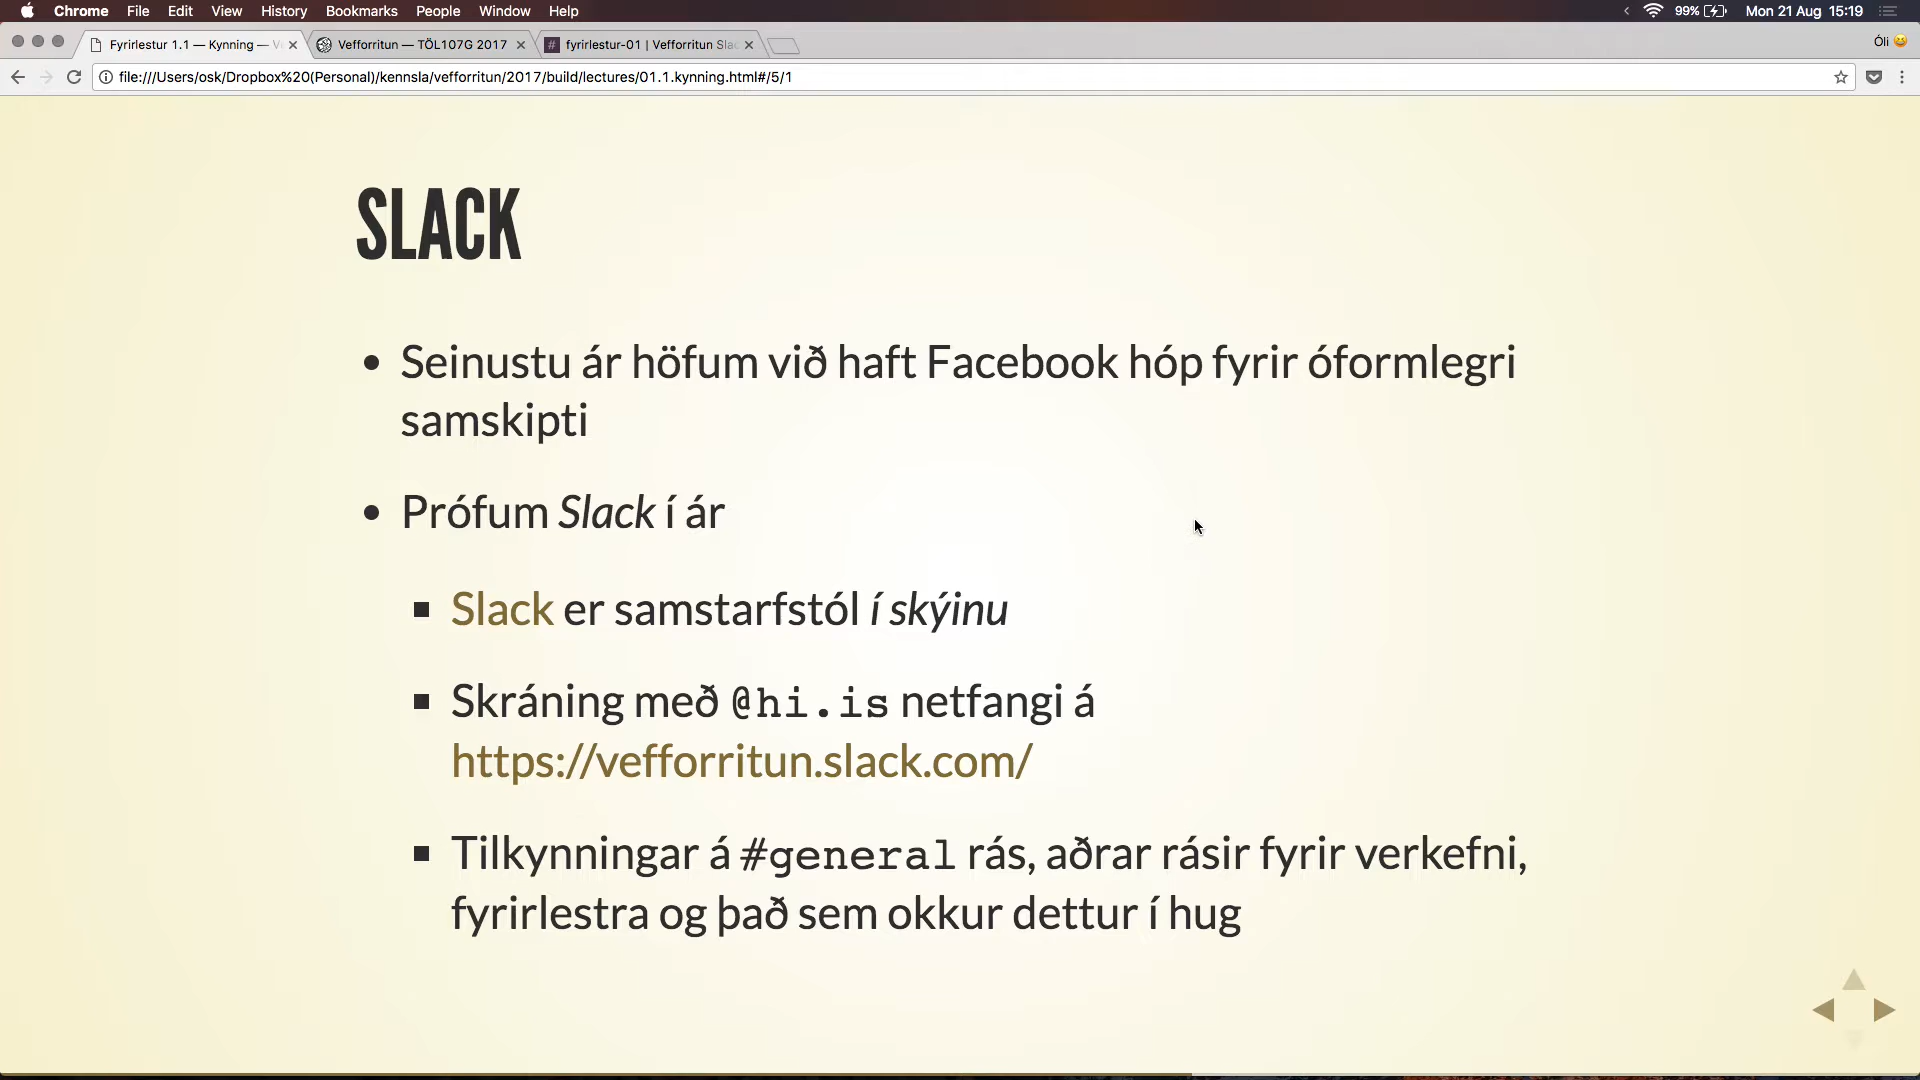 Chrome File Edit View History Bookmarks People Window Help 99% Mon 21 Aug 15:19
Fyrirlestur 1.1 — Kynning — Vefforritun — TÖL107G 2017 # fyrirlestur-01 | Vefforritun Slac Óli
file:///Users/osk/Dropbox%20(Personal)/kennsla/vefforritun/2017/build/lectures/01.1.kynning.html#/5/1
SLACK
• Seinustu ár höfum við haft Facebook hóp fyrir óformlegri
samskipti
• Prófum Slack í ár
▪ Slack er samstarfstól í skýinu
▪ Skráning með @hi.is netfangi á
https://vefforritun.slack.com/
▪ Tilkynningar á #general rás, aðrar rásir fyrir verkefni,
fyrirlestra og það sem okkur dettur í hug